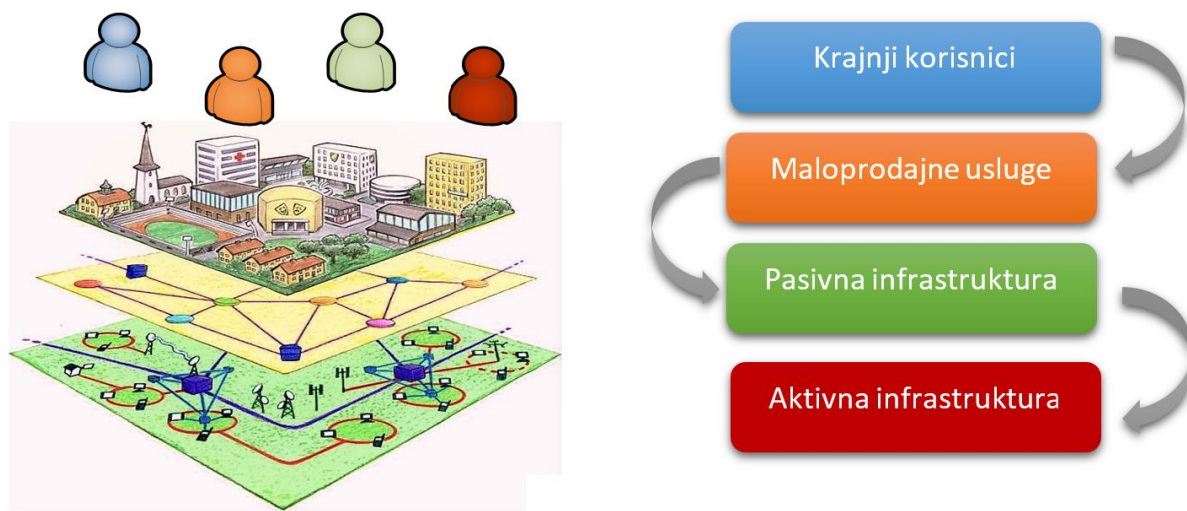 Krajnji korisnici
Maloprodajne usluge
Pasivna infrastruktura
Aktivna infrastruktura